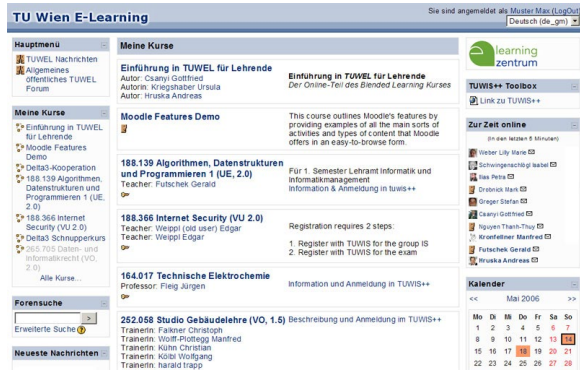 TU Wien E-Learning
Sie sind angemeldet als Muster Max (LogOut)
Deutsch (de_gm)
Hauptmenü
TUWEL Nachrichten
Allgemeines
öffentliches TUWEL
Forum
Meine Kurse
Einführung in TUWEL
für Lehrende
Moodle Features
Demo
Delta3-Kooperation
188.139 Algorithmen,
Datenstrukturen und
Programmieren 1 (UE,
2.0)
188.366 Internet
Security (VU 2.0)
Delta3 Schnupperkurs
265.705 Daten- und
Informatikrecht (VO,
2.0)
Alle Kurse...
Forensuche
>
Erweiterte Suche
Neueste Nachrichten
Meine Kurse
Einführung in TUWEL für Lehrende
Autor: Csanyi Gottfried
Autorin: Kriegshaber Ursula
Autor: Hruska Andreas
Einführung in TUWEL für Lehrende
Der Online-Teil des Blended Learning Kurses
Moodle Features Demo
This course outlines Moodle's features by
providing examples of all the main sorts of
activities and types of content that Moodle
offers in an easy-to-browse form.
188.139 Algorithmen, Datenstrukturen
und Programmieren 1 (UE, 2.0)
Teacher: Futschek Gerald
Für 1. Semester Lehramt Informatik und
Informatikmanagement
Information & Anmeldung in tuwis++
188.366 Internet Security (VU 2.0)
Teacher: Weippl (old user) Edgar
Teacher: Weippl Edgar
Registration requires 2 steps:
1. Register with TUWIS for the group IS
2. Register with TUWIS for the exam
164.017 Technische Elektrochemie
Professor: Fleig Jürgen
Information und Anmeldung in TUWIS++
252.058 Studio Gebäudelehre (VO, 1.5)
Trainerin: Falkner Christoph
Trainerin: Wolff-Plottegg Manfred
Trainerin: Kühn Christian
Trainerin: Kölbl Wolfgang
Trainerin: harald trapp
Beschreibung und Anmeldung im TUWIS++
learning
zentrum
TUWIS++ Toolbox
Link zu TUWIS++
Zur Zeit online
(in den letzten 5 Minuten)
Weber Lilly Marie
Schwingenschlögl Isabel
Ilias Petra
Drobnick Mark
Greger Stefan
Csanyi Gottfried
Nguyen Thanh-Thuy
Kronfellner Manfred
Futschek Gerald
Hruska Andreas
Kalender
<< Mai 2006 >>
Mo Di Mi Do Fr Sa So
1 2 3 4 5 6 7
8 9 10 11 12 13 14
15 16 17 18 19 20 21
22 23 24 25 26 27 28